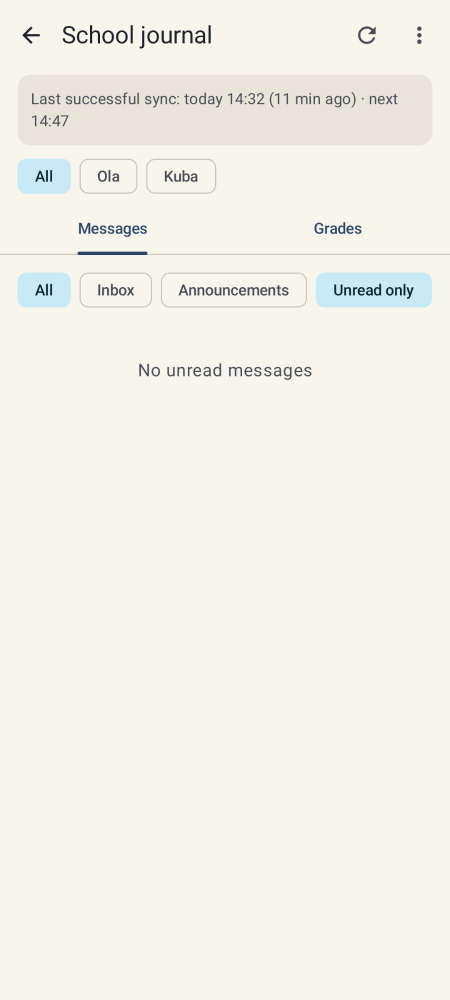 School journal
Last successful sync: today 14:32 (11 min ago) · next
14:47
All Ola Kuba
Messages Grades
All Inbox Announcements Unread only
No unread messages